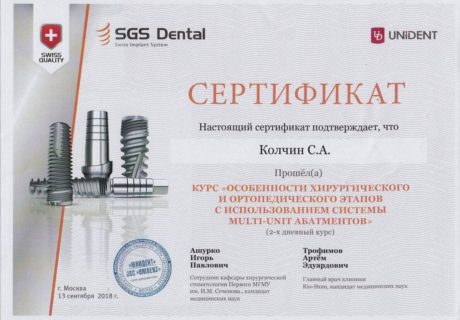 SWISS
QUALITY
SGS Dental
Swiss Implant System
UNiDENT
СЕРТИФИКАТ
Настоящий сертификат подтверждает, что
Колчин С.А.
Прошёл(а)
КУРС «ОСОБЕННОСТИ ХИРУРГИЧЕСКОГО
И ОРТОПЕДИЧЕСКОГО ЭТАПОВ
С ИСПОЛЬЗОВАНИЕМ СИСТЕМЫ
MULTI-UNIT АБАТМЕНТОВ»
(2-х дневный курс)
Ашурко
Игорь
Павлович
Сотрудник кафедры хирургической
стоматологии Первого МГМУ
им. И.М. Сеченова, кандидат
медицинских наук
Трофимов
Артём
Эдуардович
Главный врач клиники
Rio-Stom, кандидат медицинских наук
«ЮНИДЕНТ»
JSC «UNIDENT»
г. Москва
13 сентября 2018 г.